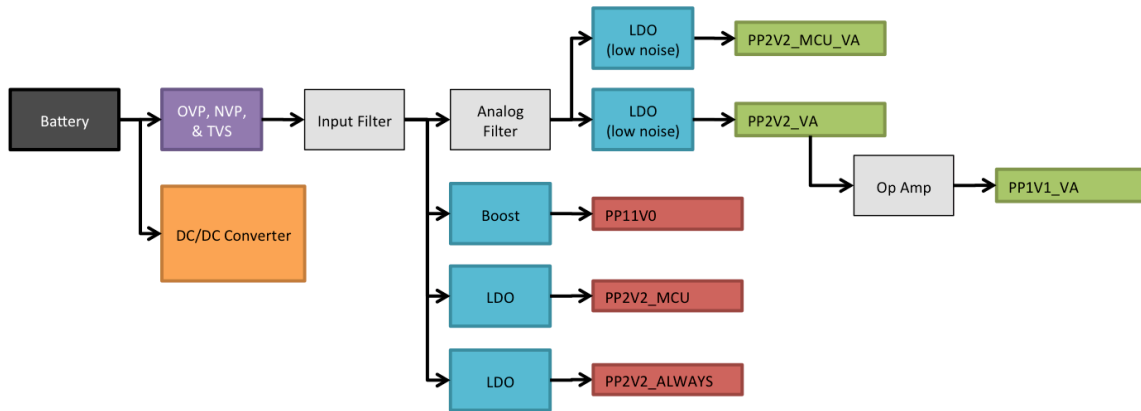 LDO
(low noise)
PP2V2_MCU_VA
Battery
OVP, NVP,
& TVS
Input Filter
Analog
Filter
LDO
(low noise)
PP2V2_VA
Op Amp
PP1V1_VA
DC/DC Converter
Boost
PP11V0
LDO
PP2V2_MCU
LDO
PP2V2_ALWAYS